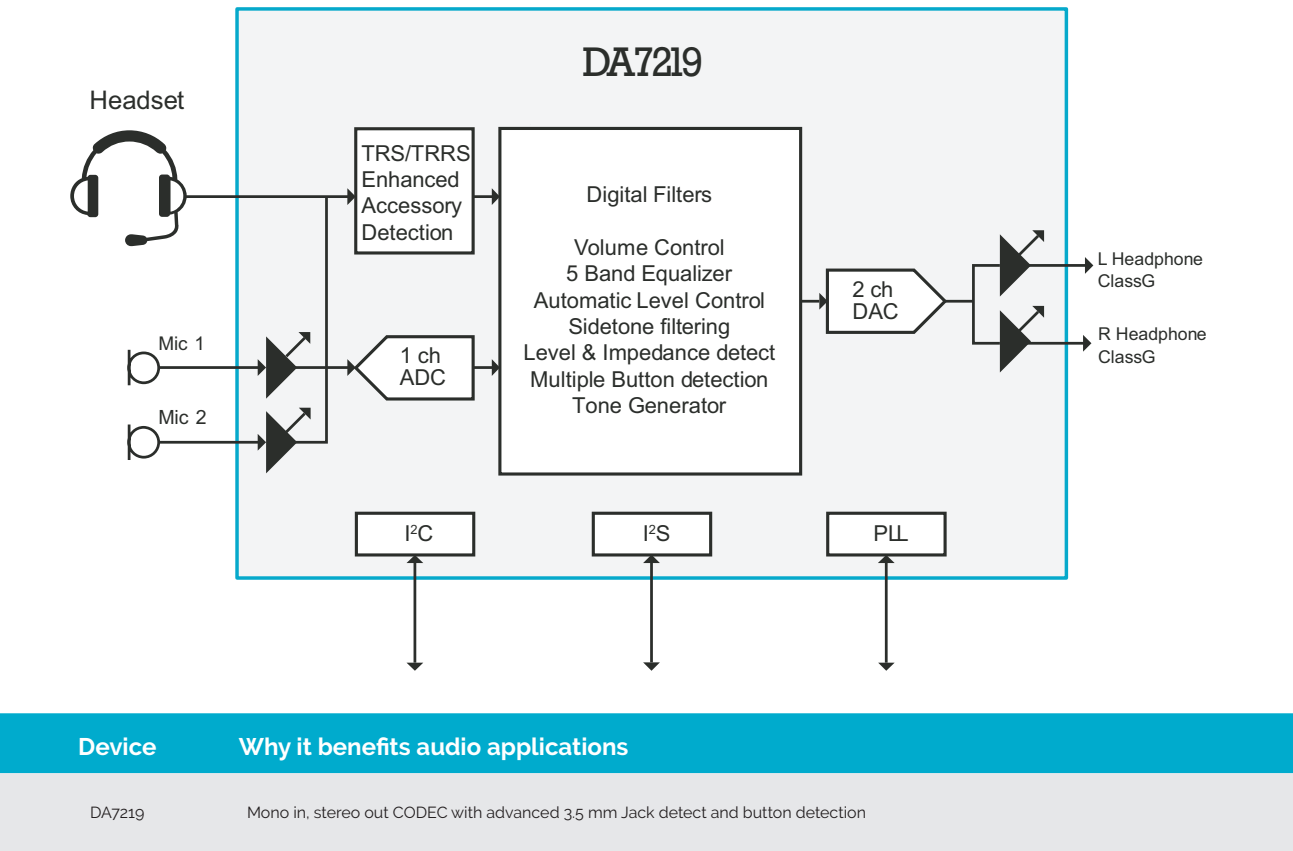 DA7219
Headset
TRS/TRRS
Enhanced
Accessory
Detection
Digital Filters
Volume Control
5 Band Equalizer
Automatic Level Control
Sidetone filtering
Level & Impedance detect
Multiple Button detection
Tone Generator
Mic 1
Mic 2
1 ch
ADC
2 ch
DAC
L Headphone
ClassG
R Headphone
ClassG
I²C
I²S
PLL
Device Why it benefits audio applications
DA7219 Mono in, stereo out CODEC with advanced 3.5 mm Jack detect and button detection